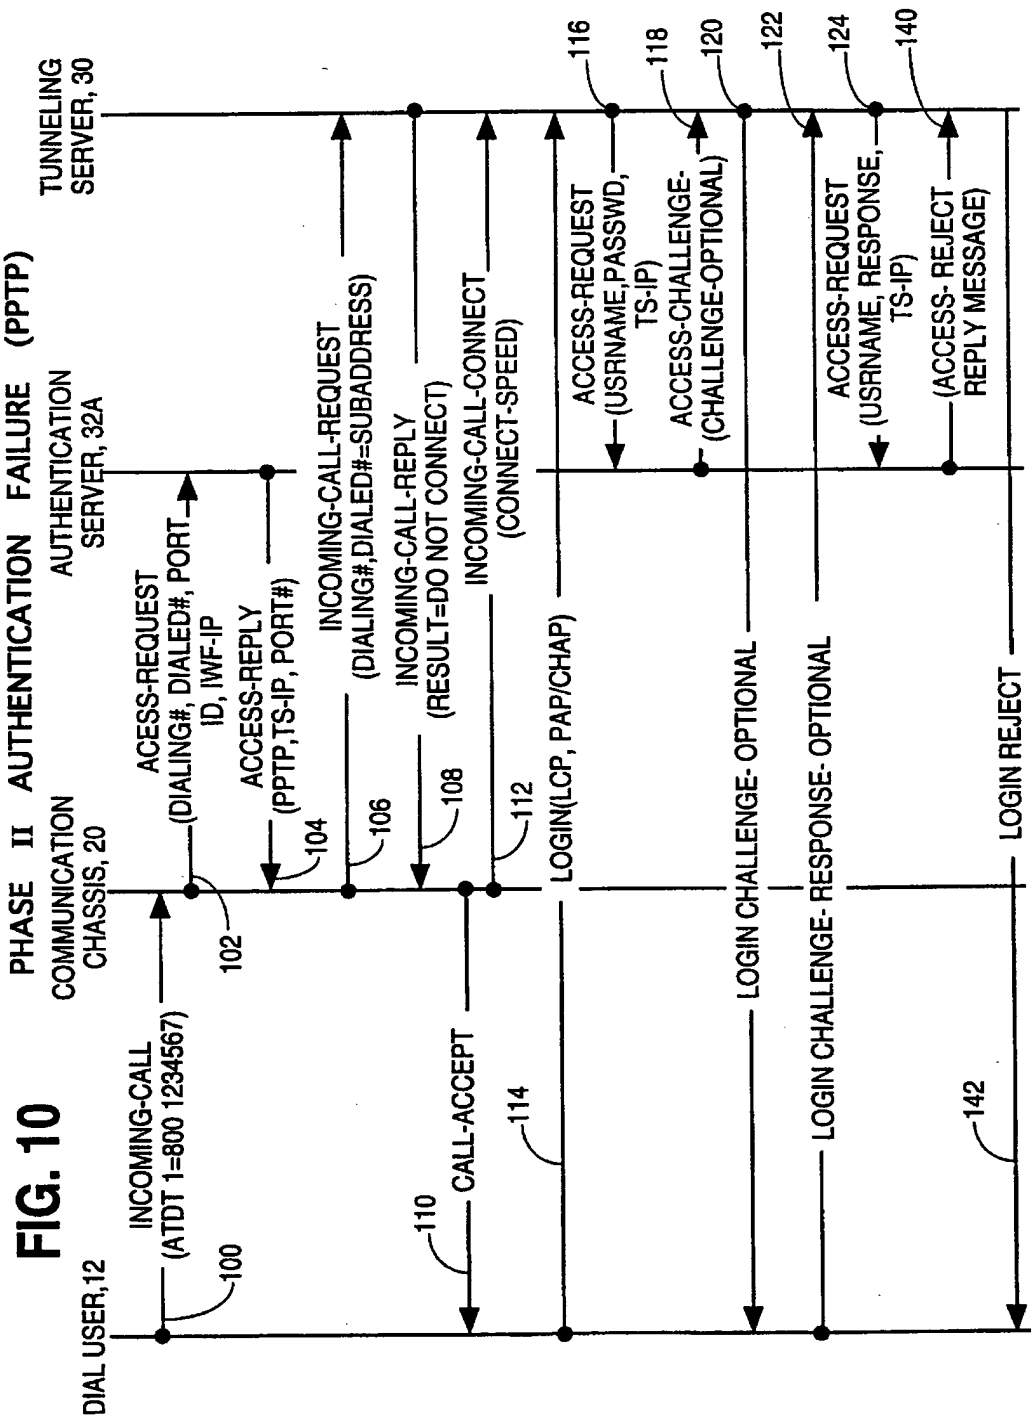 FIG. 10
PHASE II AUTHENTICATION FAILURE (PPTP)
DIAL USER,12
COMMUNICATION
CHASSIS, 20
AUTHENTICATION
SERVER, 32A
TUNNELING
SERVER, 30
INCOMING-CALL
(ATDT 1=800 1234567)
100
ACESS-REQUEST
(DIALING#, DIALED#, PORT
ID, IWF-IP
102
ACCESS-REPLY
(PPTP,TS-IP, PORT#)
104
INCOMING-CALL-REQUEST
(DIALING#,DIALED#=SUBADDRESS)
106
INCOMING-CALL-REPLY
(RESULT=DO NOT CONNECT)
108
CALL-ACCEPT
110
INCOMING-CALL-CONNECT
(CONNECT-SPEED)
112
LOGIN(LCP, PAP/CHAP)
114
ACCESS-REQUEST
(USRNAME,PASSWD,
TS-IP)
116
ACCESS-CHALLENGE-
(CHALLENGE-OPTIONAL)
118
LOGIN CHALLENGE- OPTIONAL
120
LOGIN CHALLENGE- RESPONSE- OPTIONAL
122
ACCESS-REQUEST
(USRNAME, RESPONSE,
TS-IP)
124
(ACCESS- REJECT
REPLY MESSAGE)
140
LOGIN REJECT
142